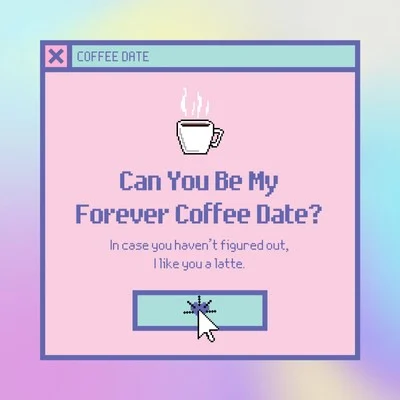 COFFEE DATE
Can You Be My
Forever Coffee Date?
In case you haven't figured out,
I like you a latte.